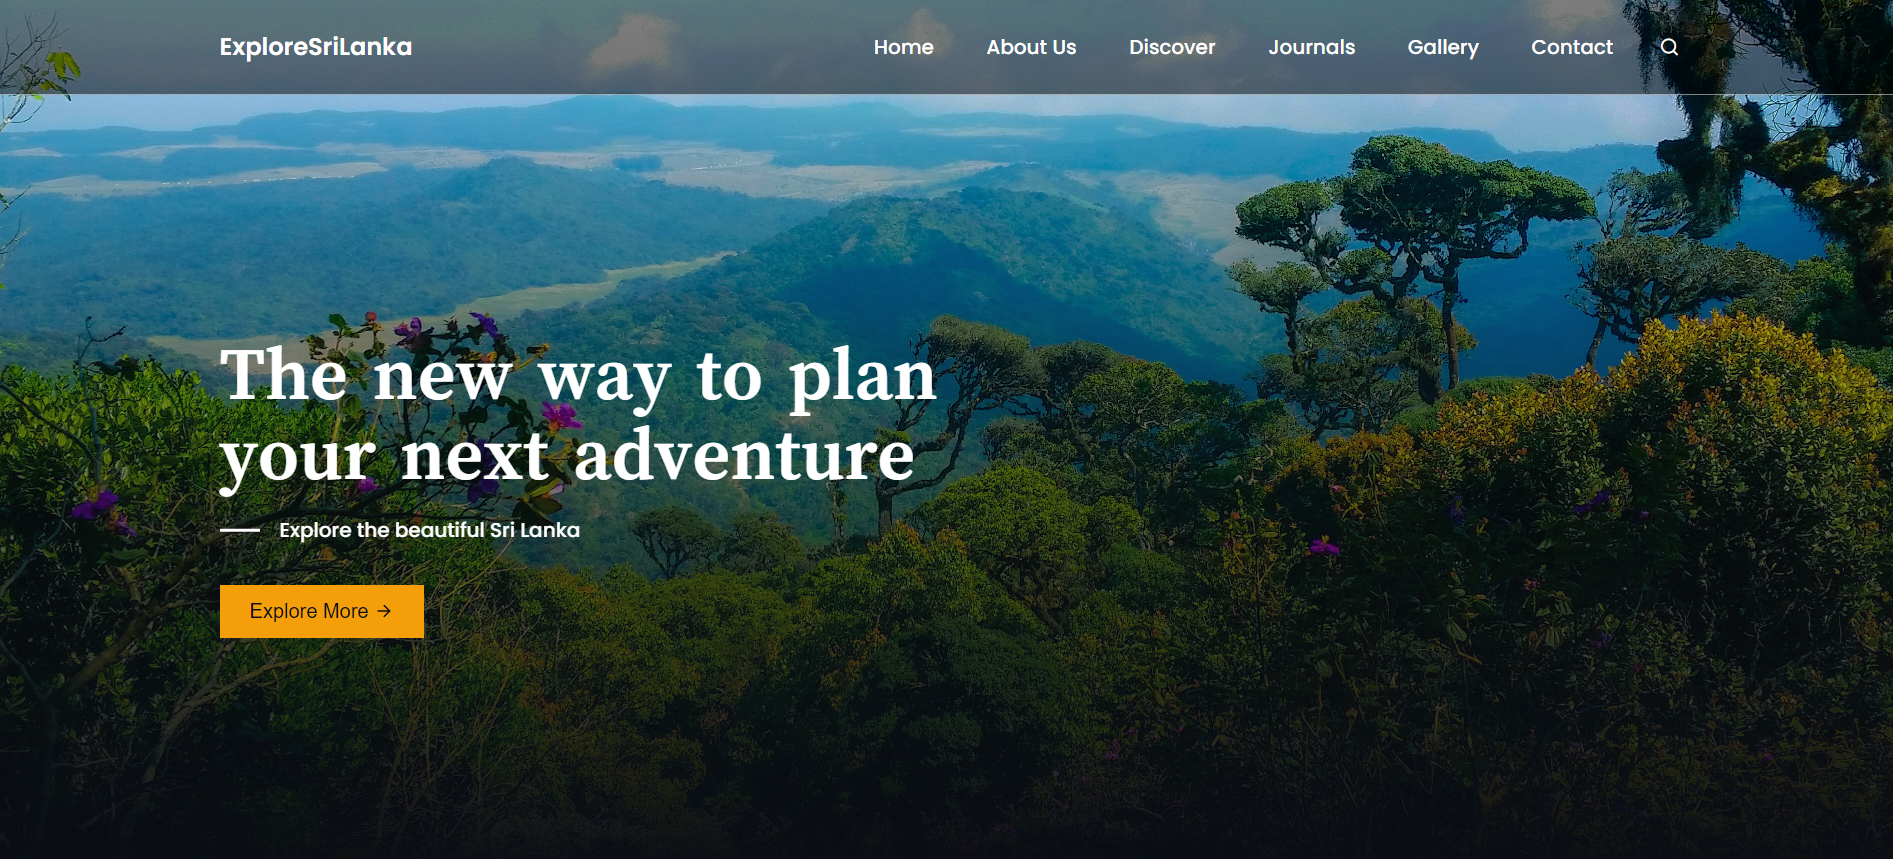 ExploreSriLanka
Home About Us Discover Journals Gallery Contact
The new way to plan
your next adventure
Explore the beautiful Sri Lanka
Explore More